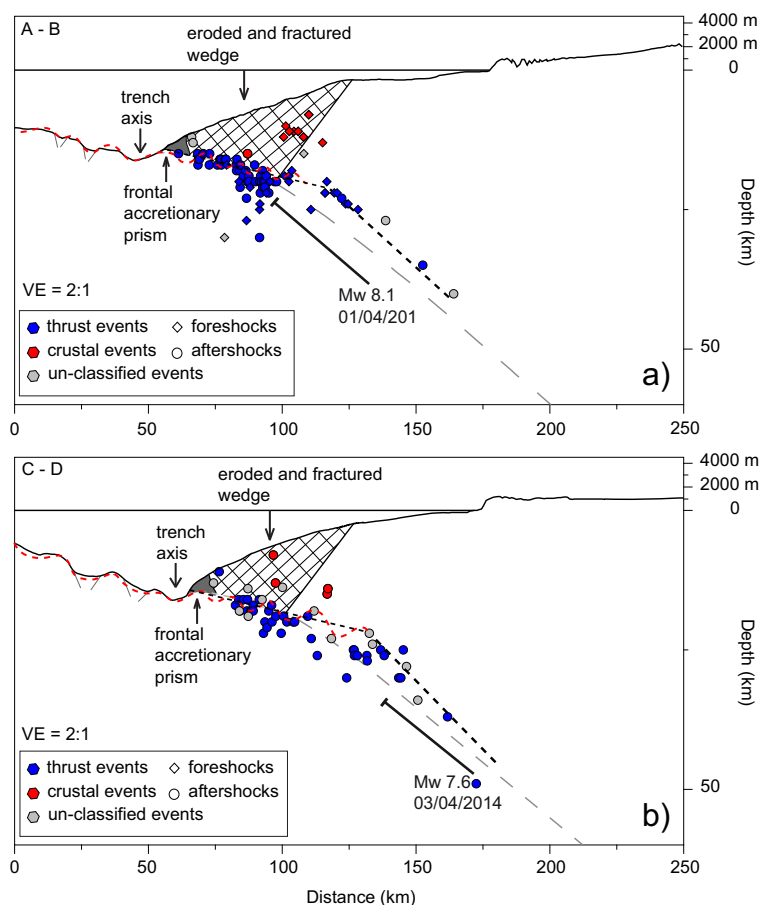 A - B
4000 m
2000 m
0
eroded and fractured
wedge
trench
axis
frontal
accretionary
prism
Depth (km)
Mw 8.1
01/04/201
VE = 2:1
thrust events
foreshocks
crustal events
aftershocks
un-classified events
50
a)
0
50
100
150
200
250
C - D
4000 m
2000 m
0
eroded and fractured
wedge
trench
axis
frontal
accretionary
prism
Depth (km)
Mw 7.6
03/04/2014
VE = 2:1
thrust events
foreshocks
crustal events
aftershocks
un-classified events
50
b)
0
50
100
150
200
250
Distance (km)